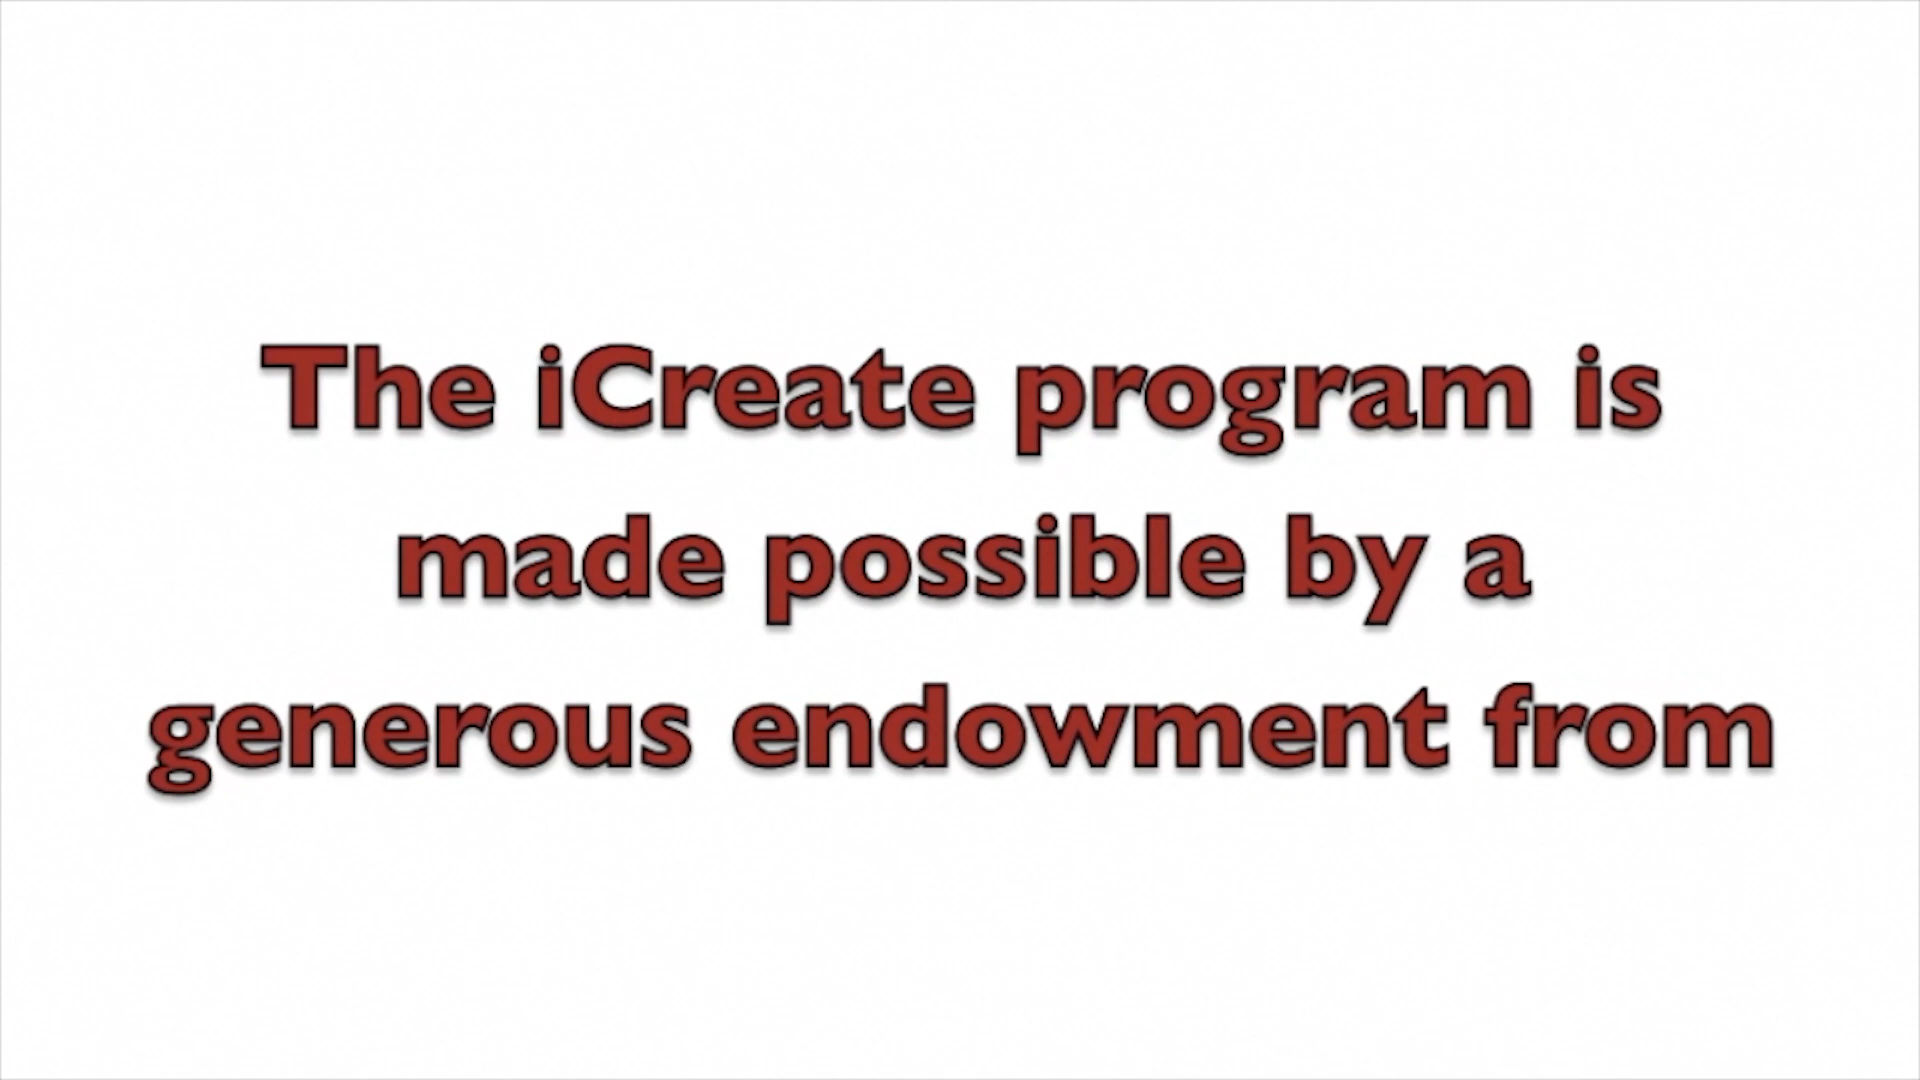 The iCreate program is
made possible by a
generous endowment from